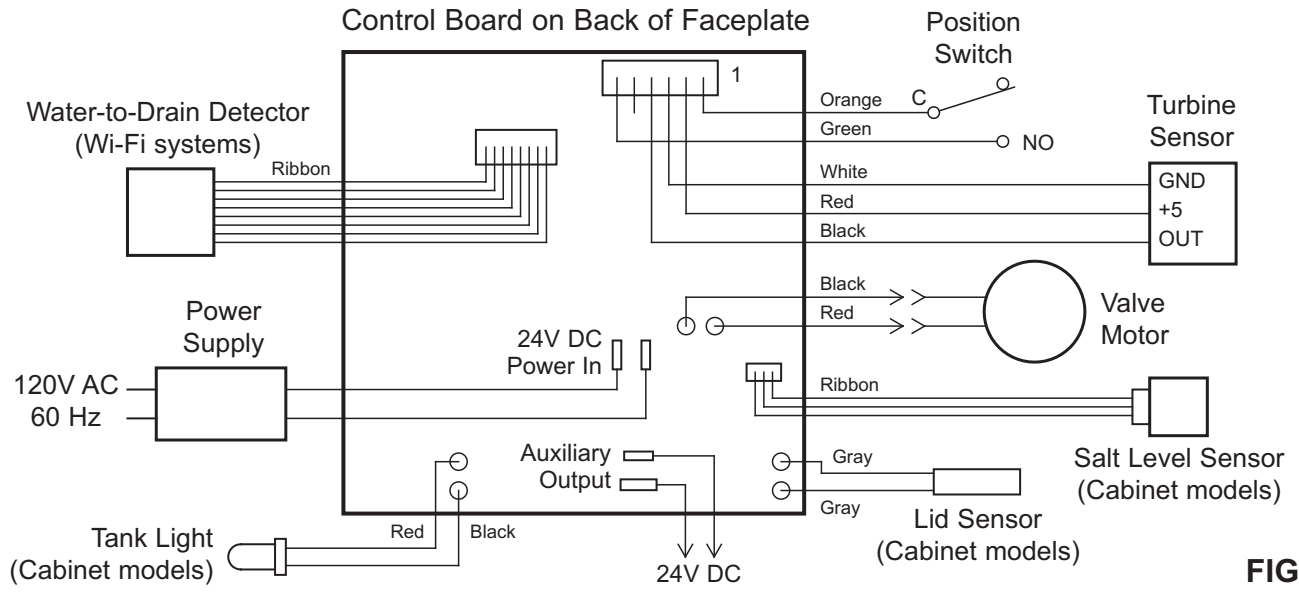 Control Board on Back of Faceplate
Position
Switch
1
Water-to-Drain Detector
(Wi-Fi systems)
Ribbon
Orange
C
Green
NO
Turbine
Sensor
White
GND
Red
+5
Black
OUT
Black
Red
Valve
Motor
Power
Supply
24V DC
Power In
120V AC
60 Hz
Ribbon
Salt Level Sensor
(Cabinet models)
Auxiliary
Output
Gray
Gray
Lid Sensor
(Cabinet models)
Red
Black
Tank Light
(Cabinet models)
24V DC
FIG